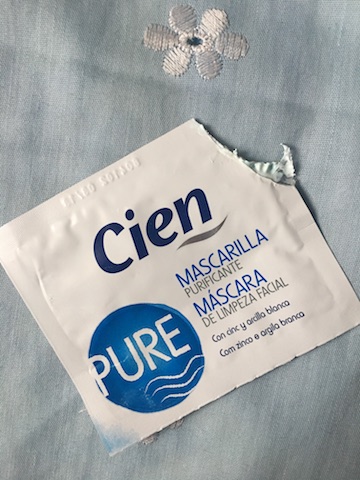 Cien
MASCARILLA
PURIFICANTE
MÁSCARA
DE LIMPEZA FACIAL
Con cinc y arcilla blanca
Com zinco e argila branca
PURE